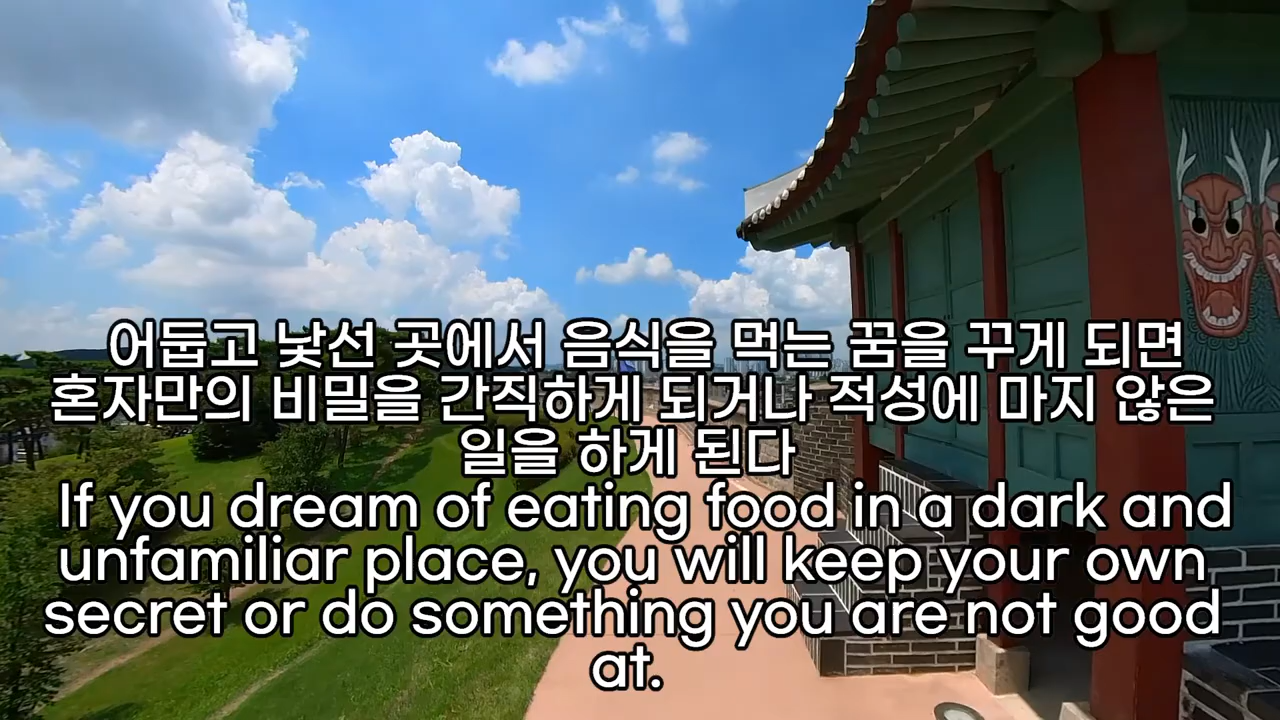 어둡고 낯선 곳에서 음식을 먹는 꿈을 꾸게 되면
혼자만의 비밀을 간직하게 되거나 적성에 마지 않은
일을 하게 된다
If you dream of eating food in a dark and
unfamiliar place, you will keep your own
secret or do something you are not good
at.